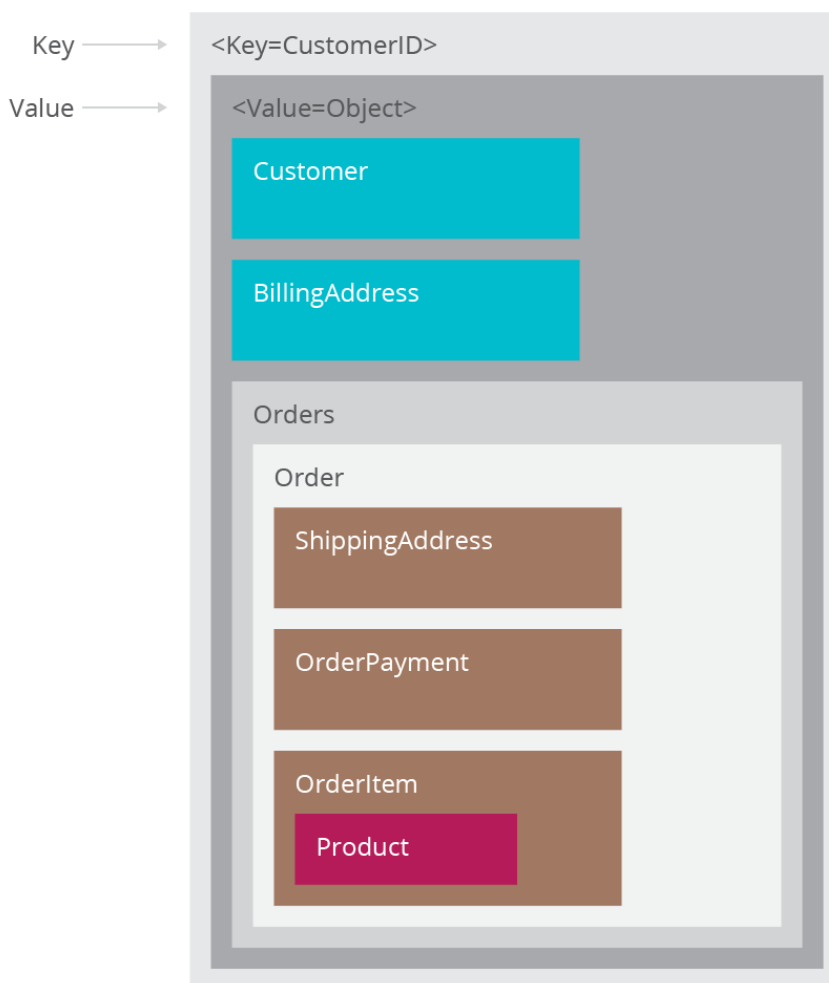 Key
<Key=CustomerID>
Value
<Value=Object>
Customer
BillingAddress
Orders
Order
ShippingAddress
OrderPayment
OrderItem
Product